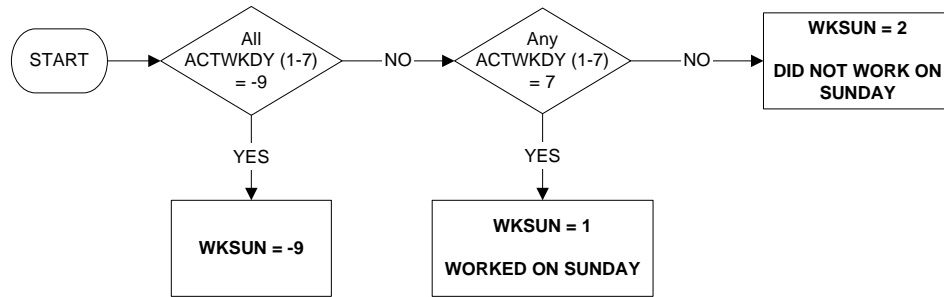 START
All
ACTWKDY (1-7)
= -9
NO
Any
ACTWKDY (1-7)
= 7
NO
WKSUN = 2
DID NOT WORK ON
SUNDAY
YES
YES
WKSUN = -9
WKSUN = 1
WORKED ON SUNDAY